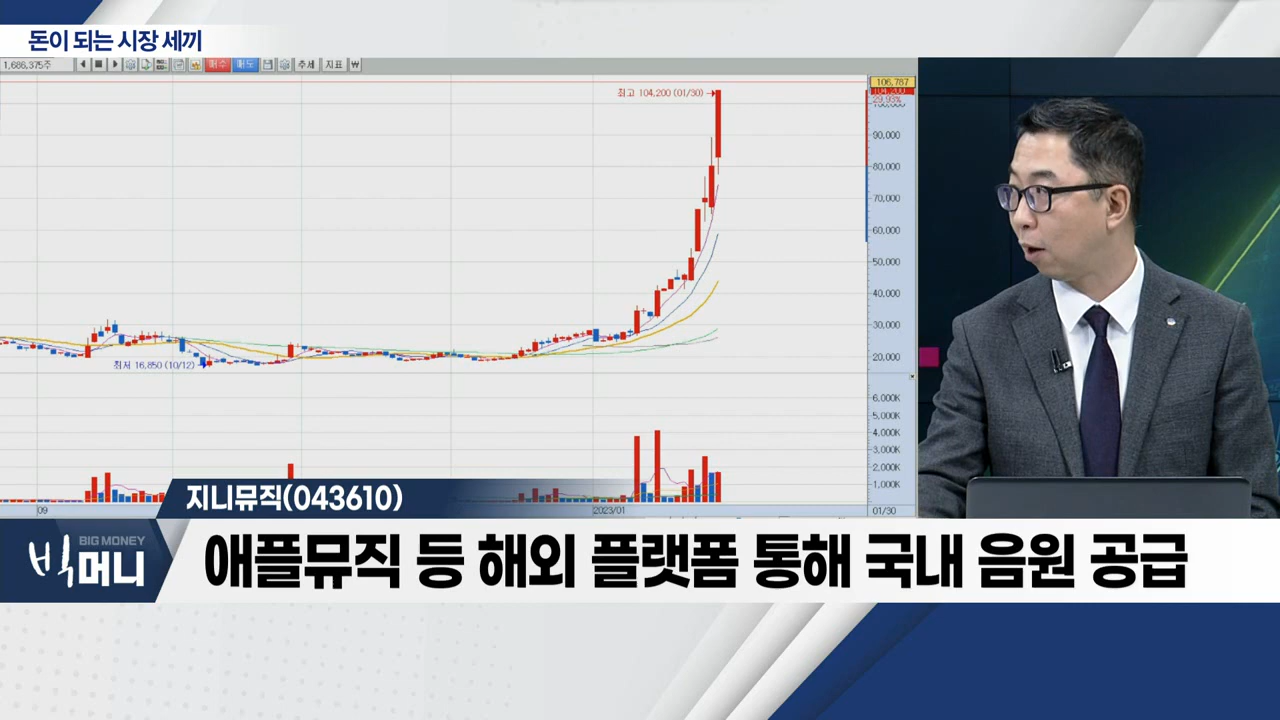 돈이 되는 시장 세끼
1,686,375주
매수 매도 추세 지표 ₩
최고 104,200 (01/30)
106,787
104,200
29.93%
100,000
90,000
80,000
70,000
60,000
50,000
40,000
30,000
20,000
최저 16,850 (10/12)
6,000K
5,000K
4,000K
3,000K
2,000K
1,000K
09
2023/01
01/30
지니뮤직(043610)
BIG MONEY
빅머니
애플뮤직 등 해외 플랫폼 통해 국내 음원 공급